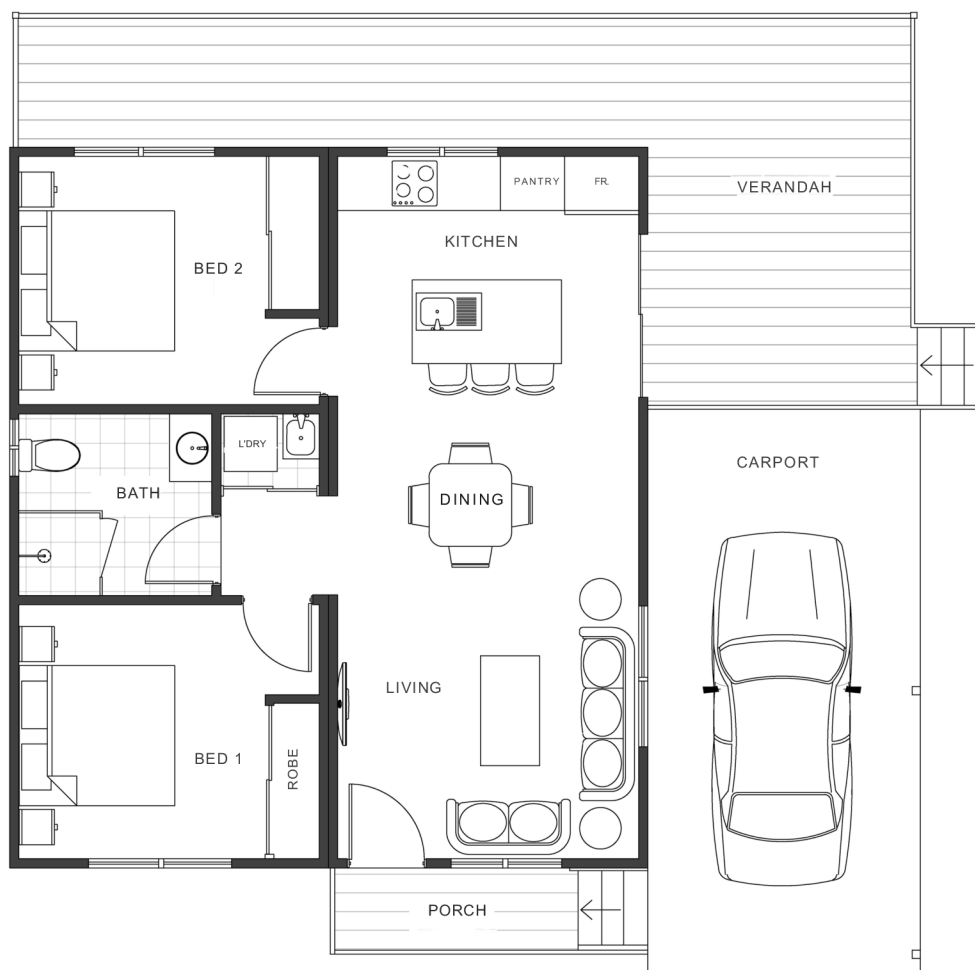 PANTRY
FR.
VERANDAH
KITCHEN
BED 2
L'DRY
CARPORT
BATH
DINING
LIVING
BED 1
ROBE
PORCH